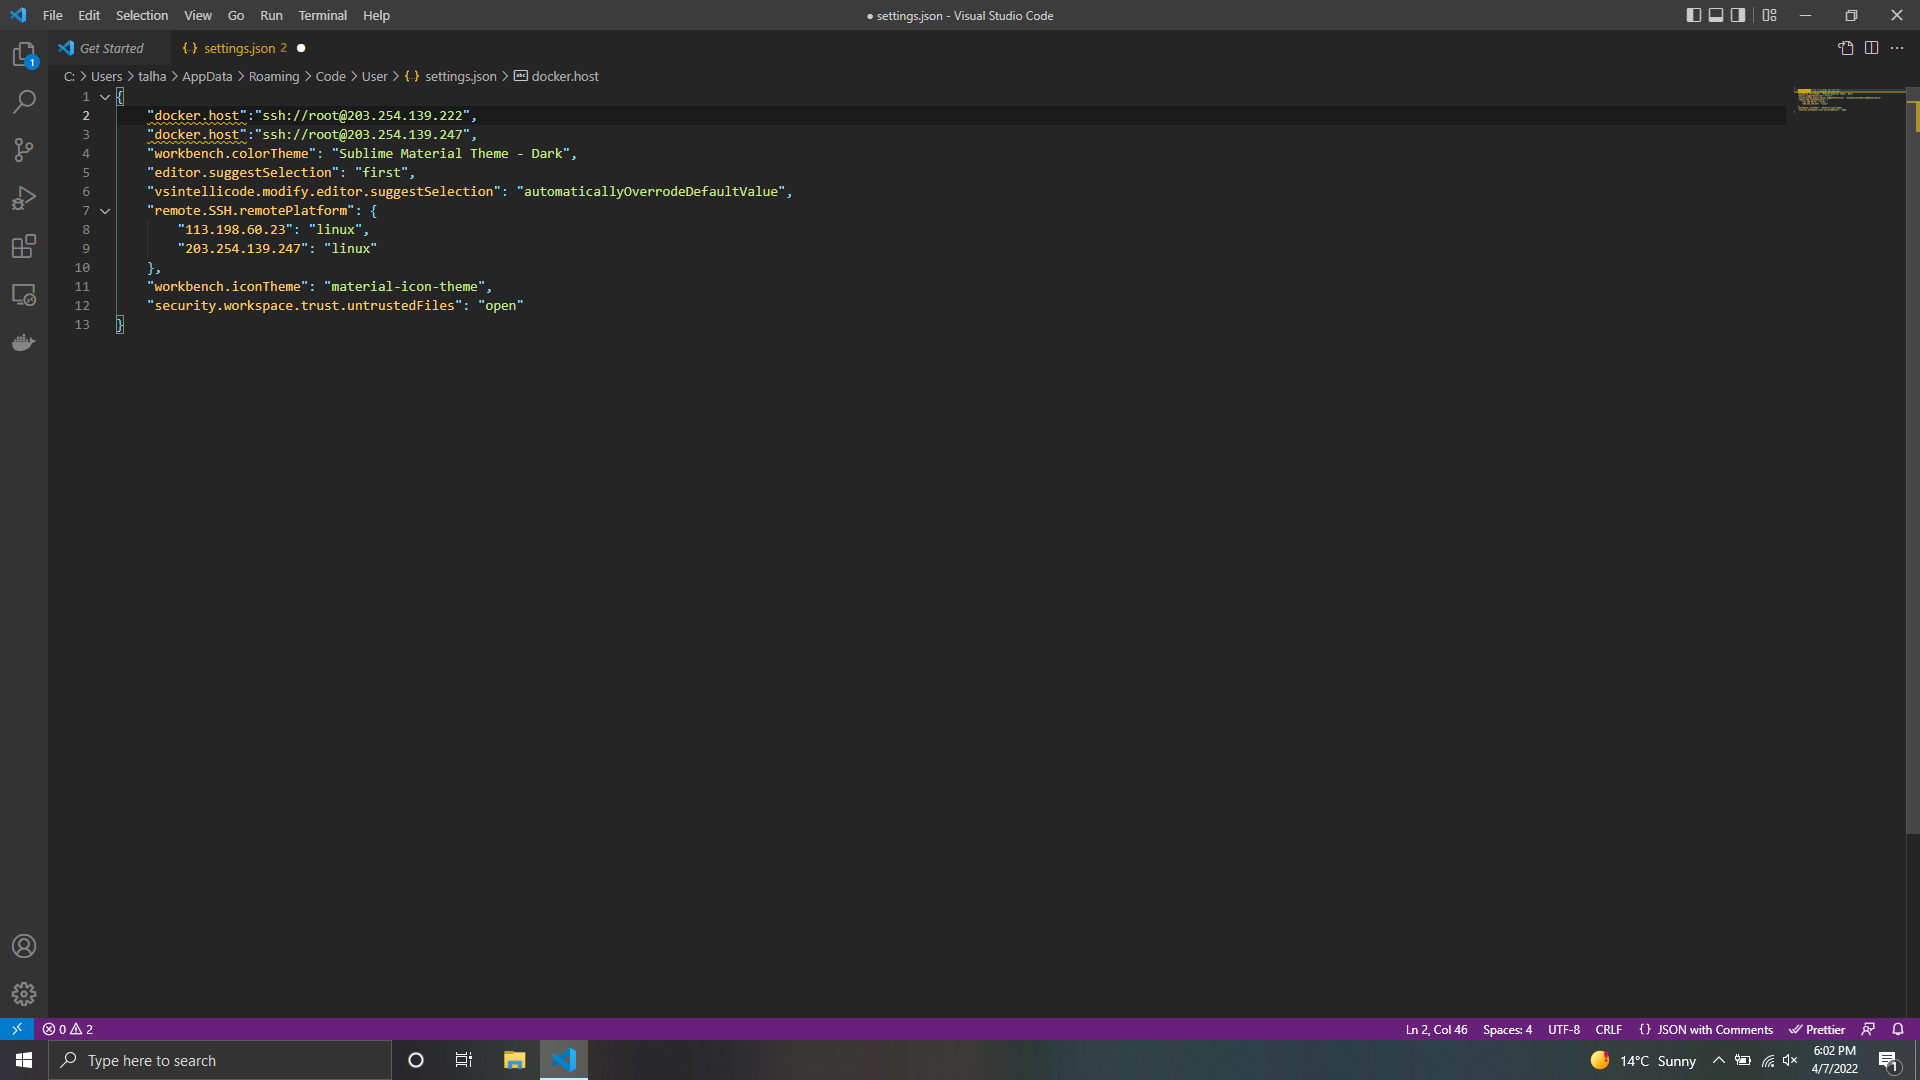 File Edit Selection View Go Run Terminal Help
● settings.json - Visual Studio Code
Get Started
{..} settings.json 2 ●
C: > Users > talha > AppData > Roaming > Code > User > {..} settings.json > docker.host
1 {
2 "docker.host":"ssh://root@203.254.139.222",
3 "docker.host":"ssh://root@203.254.139.247",
4 "workbench.colorTheme": "Sublime Material Theme - Dark",
5 "editor.suggestSelection": "first",
6 "vsintellicode.modify.editor.suggestSelection": "automaticallyOverrodeDefaultValue",
7 "remote.SSH.remotePlatform": {
8 "113.198.60.23": "linux",
9 "203.254.139.247": "linux"
10 },
11 "workbench.iconTheme": "material-icon-theme",
12 "security.workspace.trust.untrustedFiles": "open"
13 }
1
0 2
Ln 2, Col 46 Spaces: 4 UTF-8 CRLF {} JSON with Comments Prettier
Type here to search
14°C Sunny
6:02 PM
4/7/2022
1